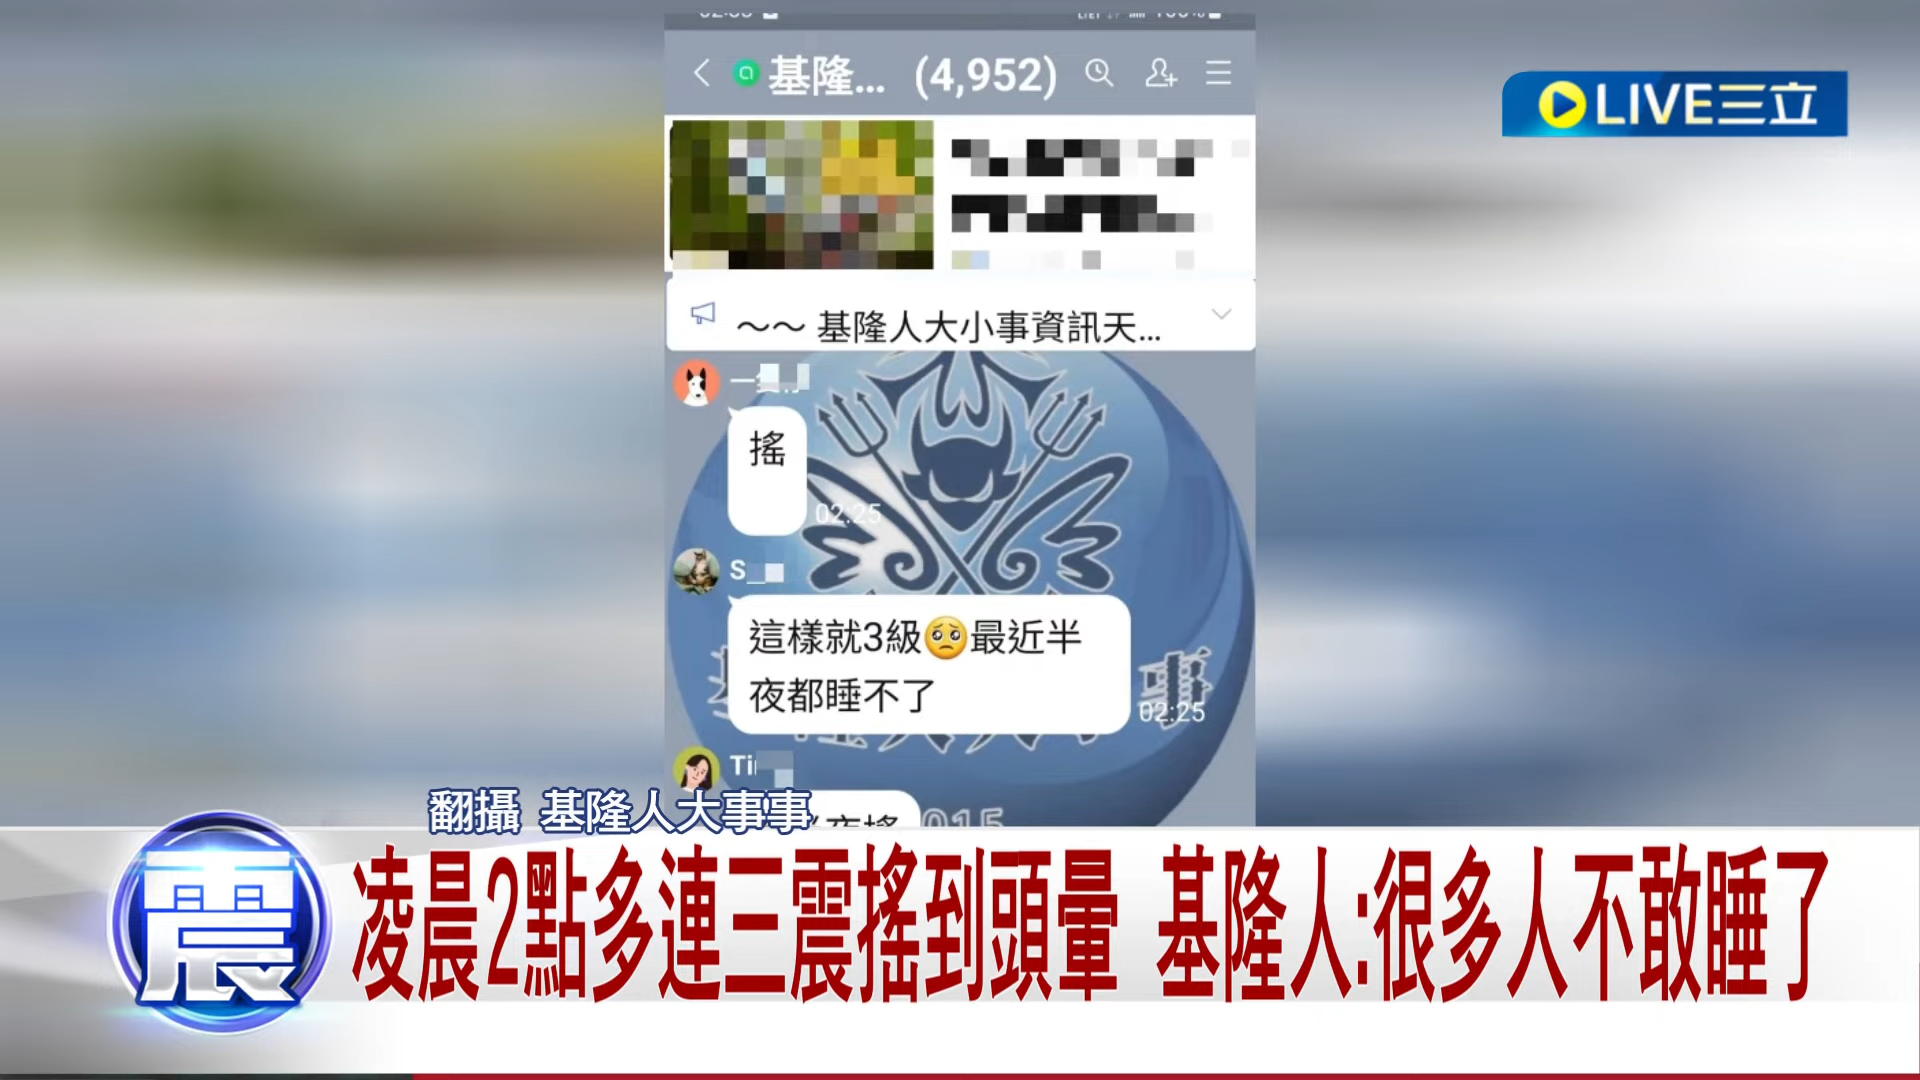 基隆... (4,952)
LIVE三立
～～ 基隆人大小事資訊天...
搖
02:25
S__
這樣就3級🥺最近半
夜都睡不了
02:25
事
翻攝 基隆人大事事
震
凌晨2點多連三震搖到頭暈 基隆人:很多人不敢睡了